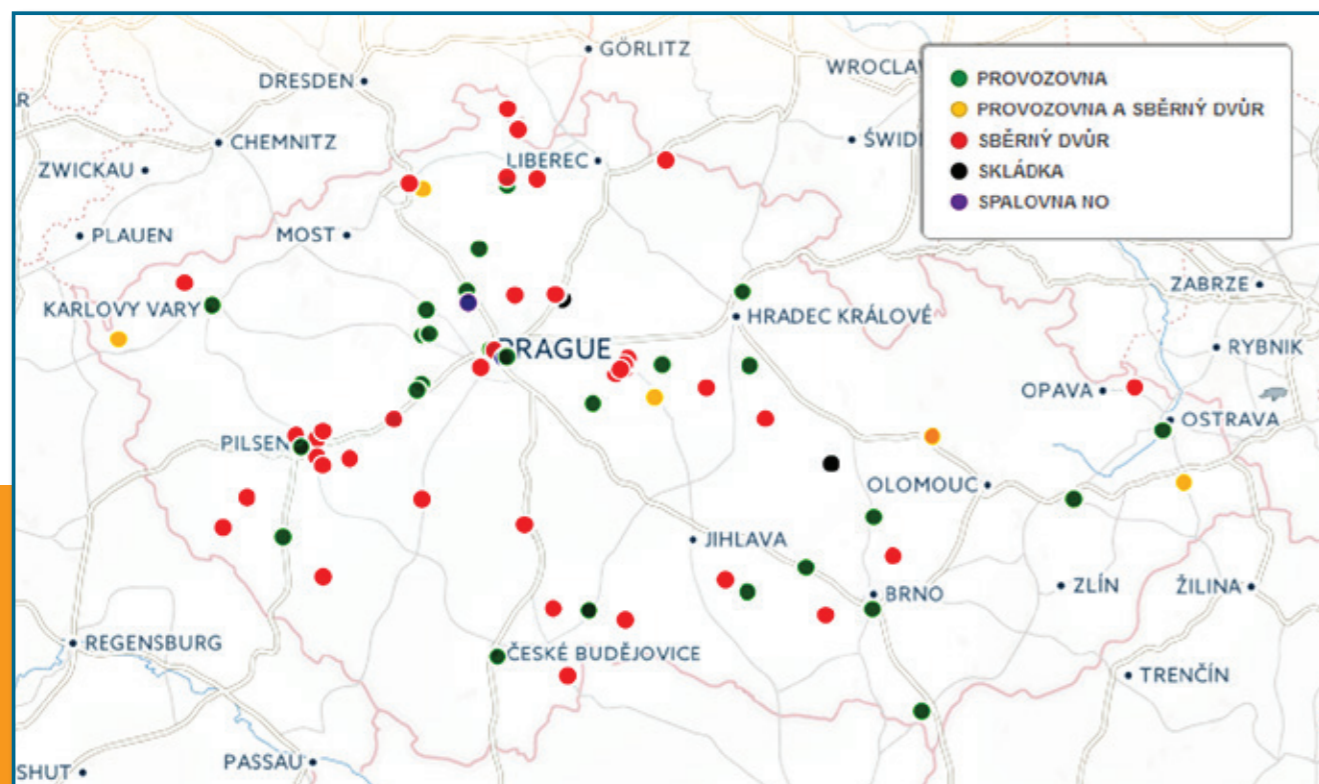 GÖRLITZ
DRESDEN
CHEMNITZ
ZWICKAU
LIBEREC
PLAUEN
MOST
KARLOVY VARY
PRAGUE
HRADEC KRÁLOVÉ
ZABRZE
RYBNIK
OPAVA
OSTRAVA
PILSEN
OLOMOUC
JIHLAVA
BRNO
ZLÍN
ŽILINA
REGENSBURG
ČESKÉ BUDĚJOVICE
TRENČÍN
PASSAU
SHUT
WROCLAW
ŚWID
PROVOZOVNA
PROVOZOVNA A SBĚRNÝ DVŮR
SBĚRNÝ DVŮR
SKLÁDKA
SPALOVNA NO